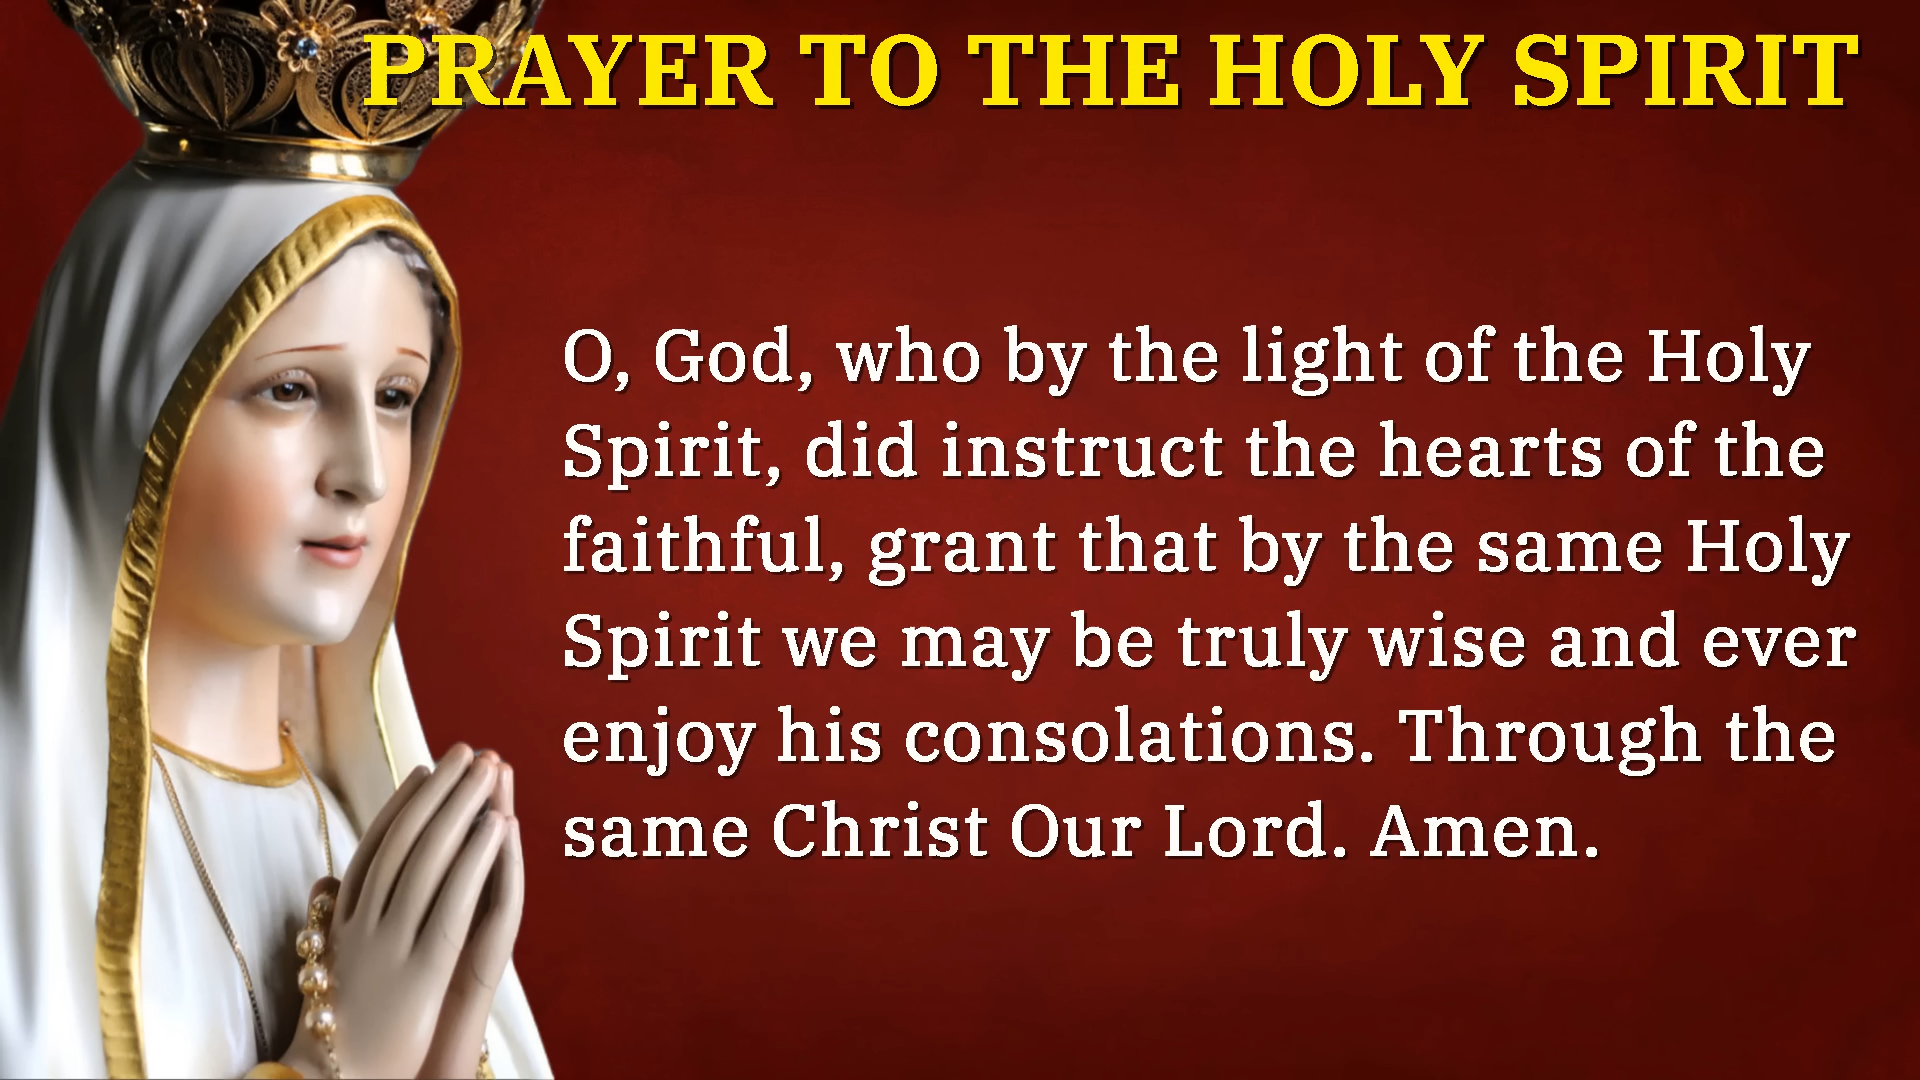 PRAYER TO THE HOLY SPIRIT
O, God, who by the light of the Holy
Spirit, did instruct the hearts of the
faithful, grant that by the same Holy
Spirit we may be truly wise and ever
enjoy his consolations. Through the
same Christ Our Lord. Amen.